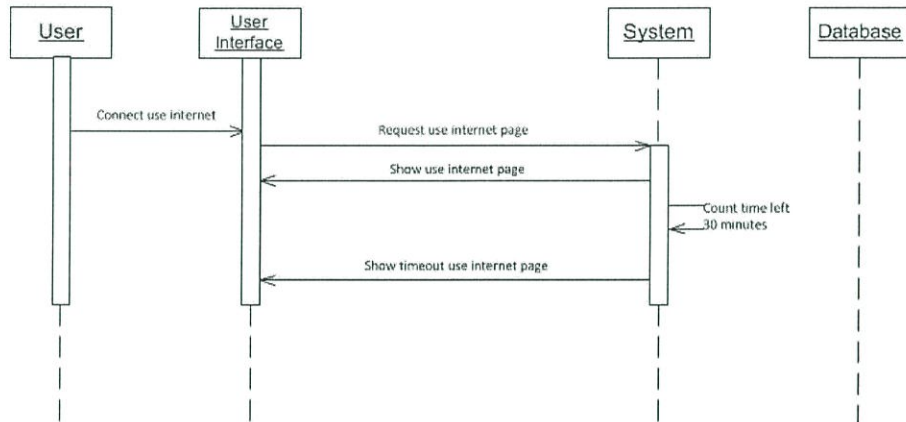 User
User
Interface
System
Database
Connect use internet
Request use internet page
Show use internet page
Count time left
30 minutes
Show timeout use internet page